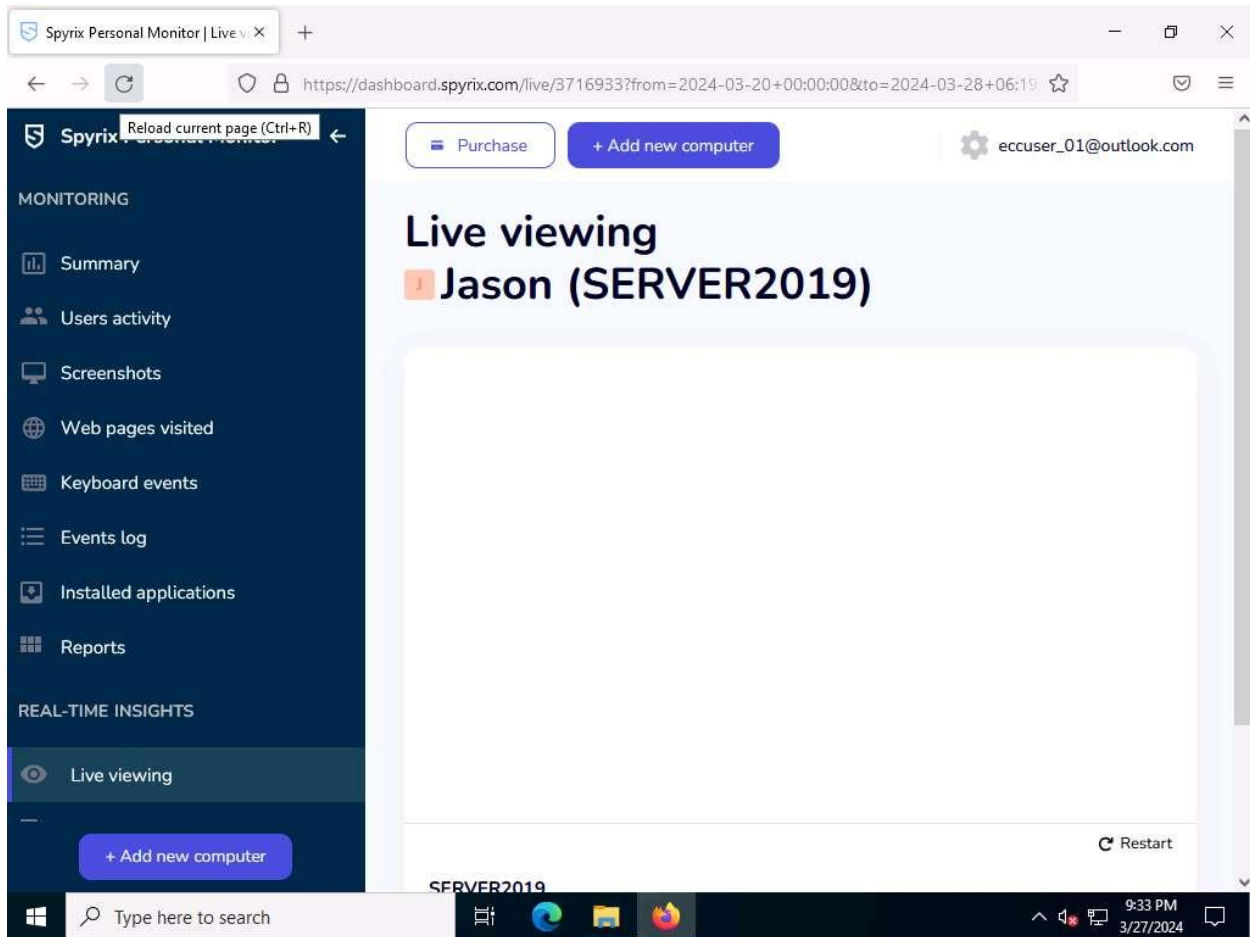 Spyrix Personal Monitor | Live v
https://dashboard.spyrix.com/live/3716933?from=2024-03-20+00:00:00&to=2024-03-28+06:19
Reload current page (Ctrl+R)
Spyrix
MONITORING
Summary
Users activity
Screenshots
Web pages visited
Keyboard events
Events log
Installed applications
Reports
REAL-TIME INSIGHTS
Live viewing
+ Add new computer
Purchase
+ Add new computer
eccuser_01@outlook.com
Live viewing
J
Jason (SERVER2019)
Restart
SERVER2019
Type here to search
9:33 PM
3/27/2024